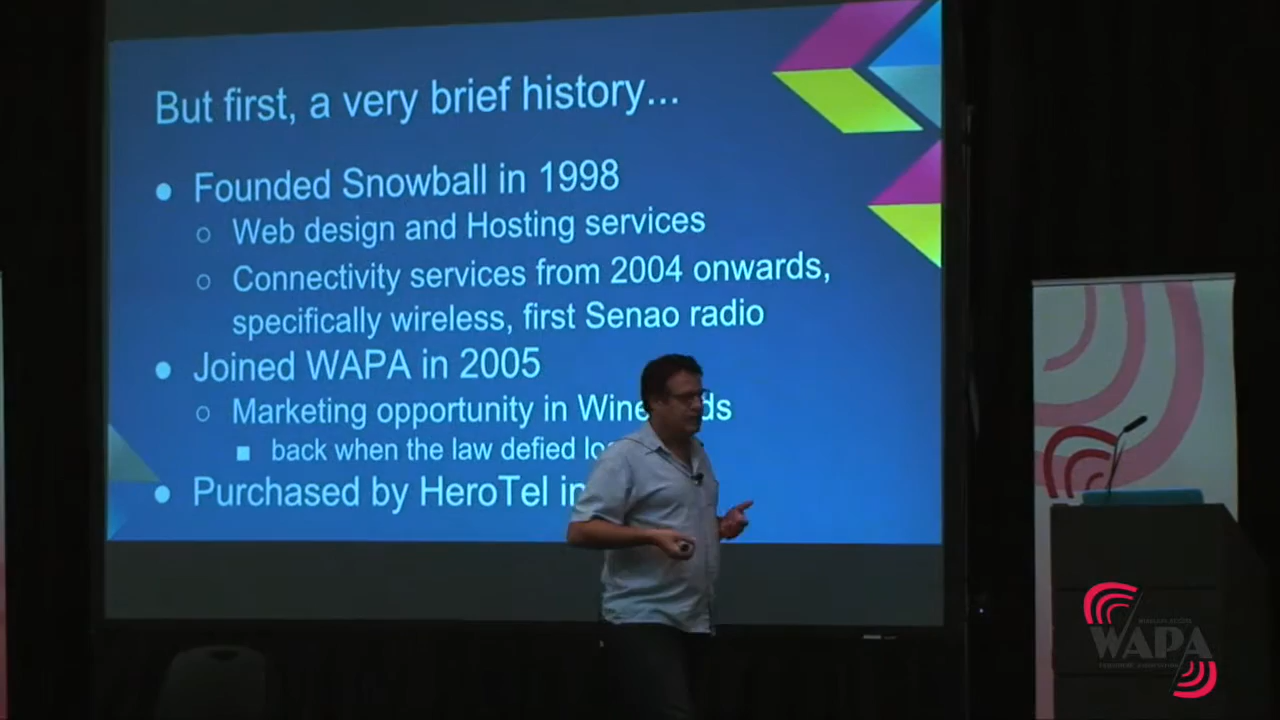 But first, a very brief history...
● Founded Snowball in 1998
○ Web design and Hosting services
○ Connectivity services from 2004 onwards,
specifically wireless, first Senao radio
● Joined WAPA in 2005
○ Marketing opportunity in
■ back when the law defied
● Purchased by HeroTel in
WAPA